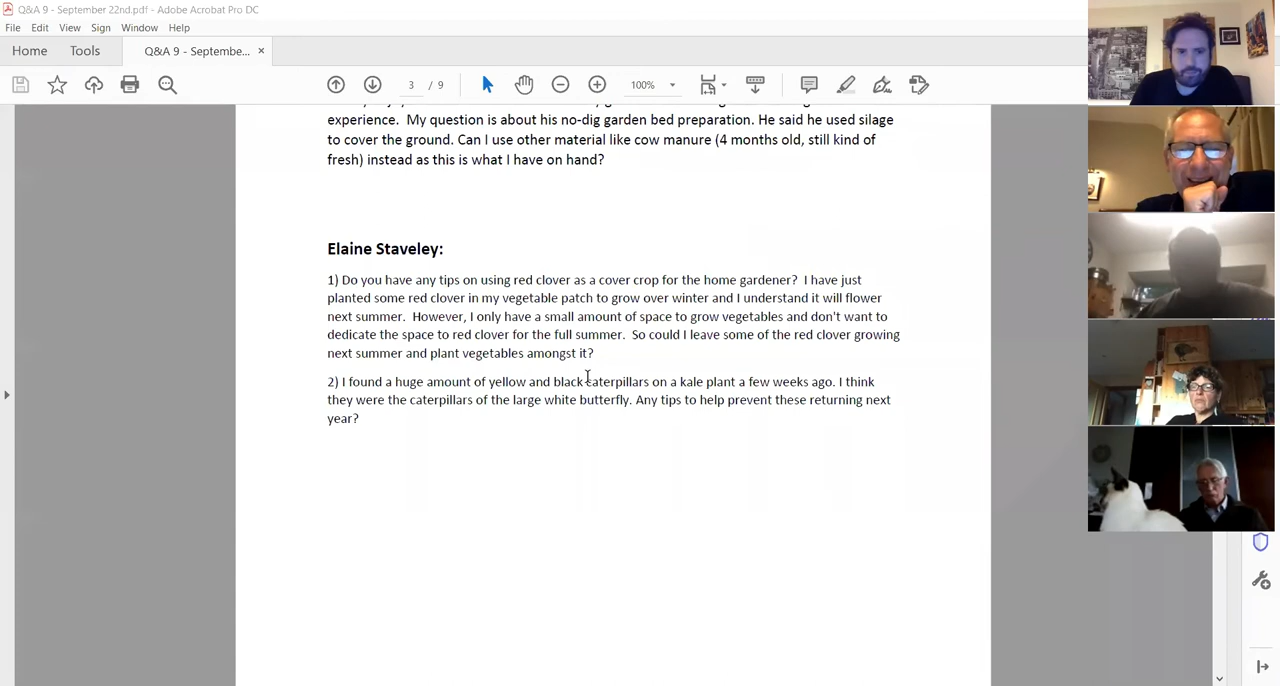 Q&A 9 - September 22nd.pdf - Adobe Acrobat Pro DC
File Edit View Sign Window Help
Home Tools Q&A 9 - Septembe... ×
3 / 9 100%
experience. My question is about his no-dig garden bed preparation. He said he used silage
to cover the ground. Can I use other material like cow manure (4 months old, still kind of
fresh) instead as this is what I have on hand?
Elaine Staveley:
1) Do you have any tips on using red clover as a cover crop for the home gardener? I have just
planted some red clover in my vegetable patch to grow over winter and I understand it will flower
next summer. However, I only have a small amount of space to grow vegetables and don't want to
dedicate the space to red clover for the full summer. So could I leave some of the red clover growing
next summer and plant vegetables amongst it?
2) I found a huge amount of yellow and black caterpillars on a kale plant a few weeks ago. I think
they were the caterpillars of the large white butterfly. Any tips to help prevent these returning next
year?